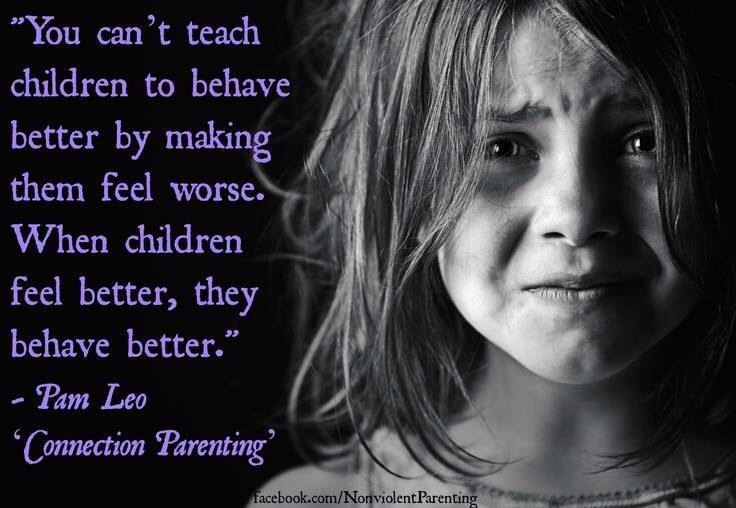 "You can't teach
children to behave
better by making
them feel worse.
When children
feel better, they
behave better."
- Pam Leo
'Connection Parenting'
facebook.com/NonviolentParenting